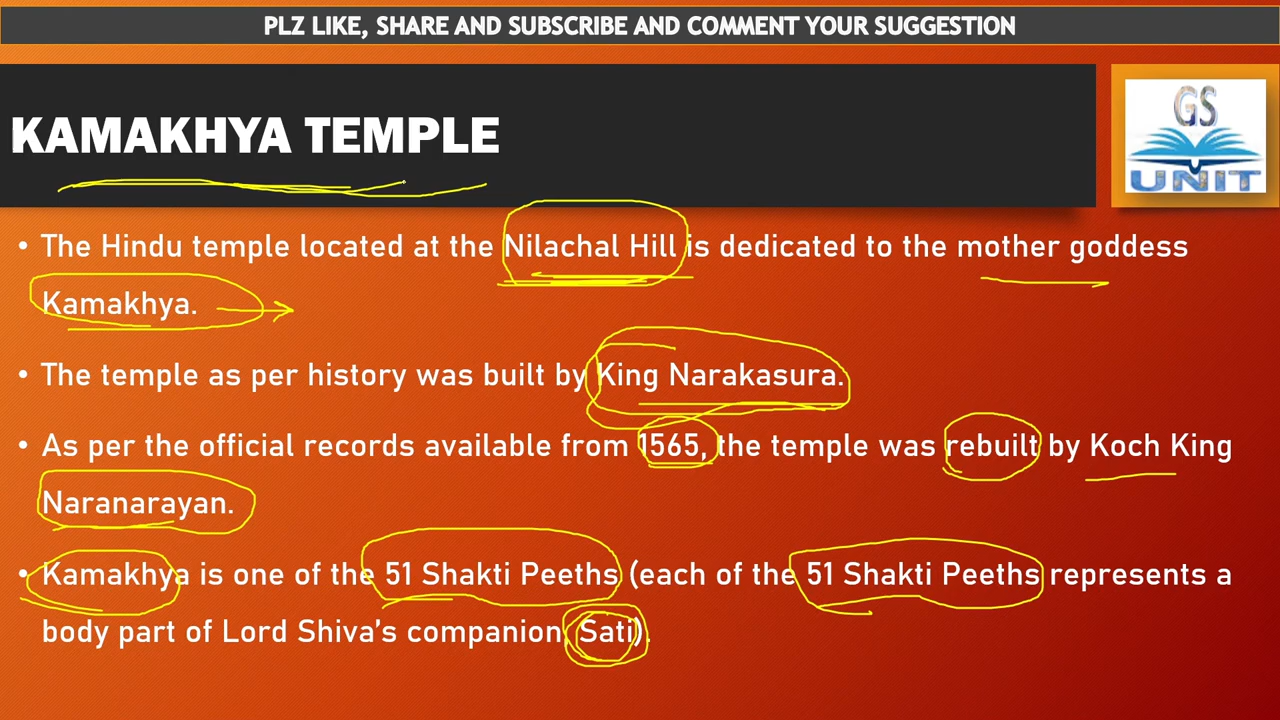 PLZ LIKE, SHARE AND SUBSCRIBE AND COMMENT YOUR SUGGESTION
KAMAKHYA TEMPLE
GS
UNIT
• The Hindu temple located at the Nilachal Hill is dedicated to the mother goddess
Kamakhya.
• The temple as per history was built by King Narakasura.
• As per the official records available from 1565, the temple was rebuilt by Koch King
Naranarayan.
• Kamakhya is one of the 51 Shakti Peeths (each of the 51 Shakti Peeths represents a
body part of Lord Shiva's companion, Sati).